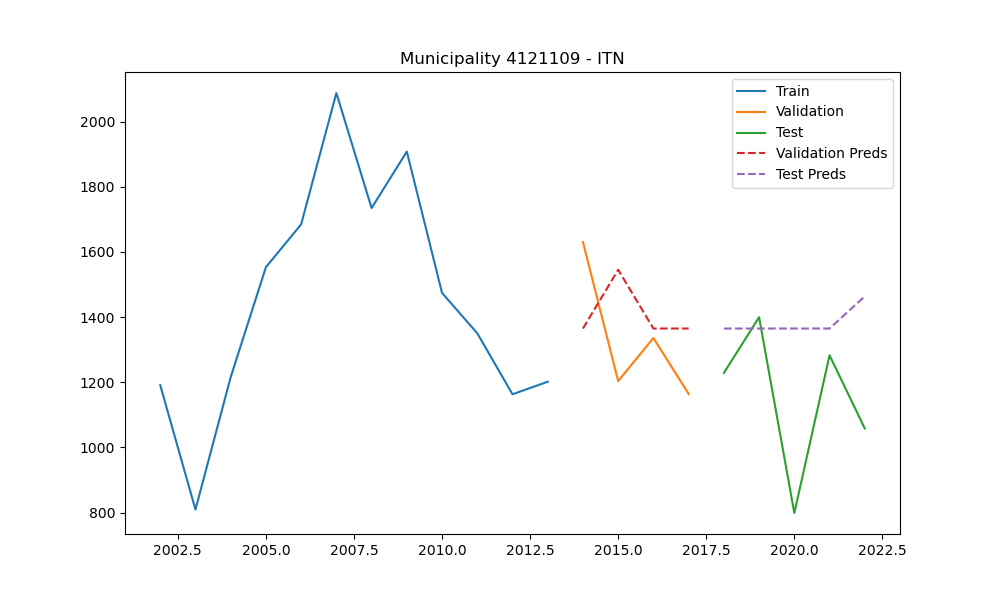 Municipality 4121109 - ITN
Train
Validation
Test
Validation Preds
Test Preds
2000
1800
1600
1400
1200
1000
800
2002.5 2005.0 2007.5 2010.0 2012.5 2015.0 2017.5 2020.0 2022.5